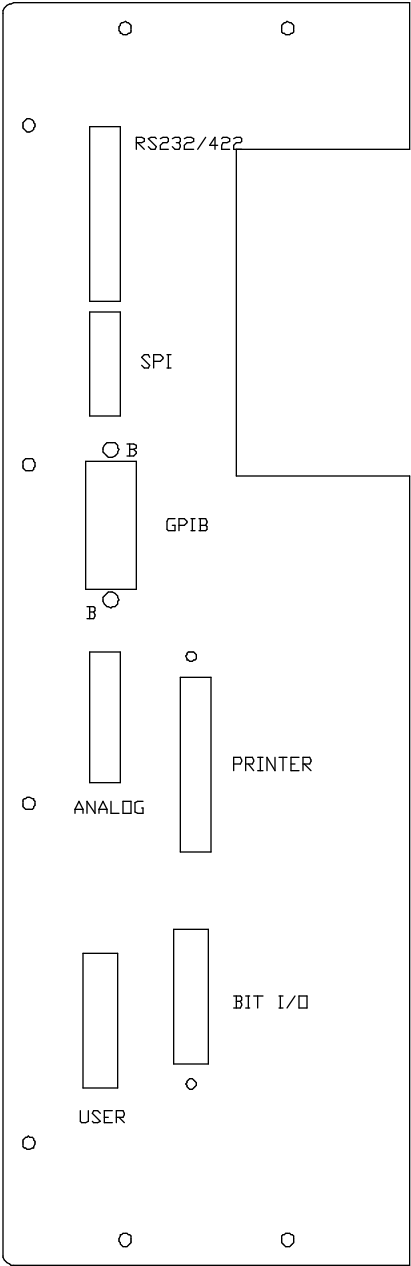 RS232/422
SPI
B
GPIB
B
PRINTER
ANALOG
BIT I/O
USER